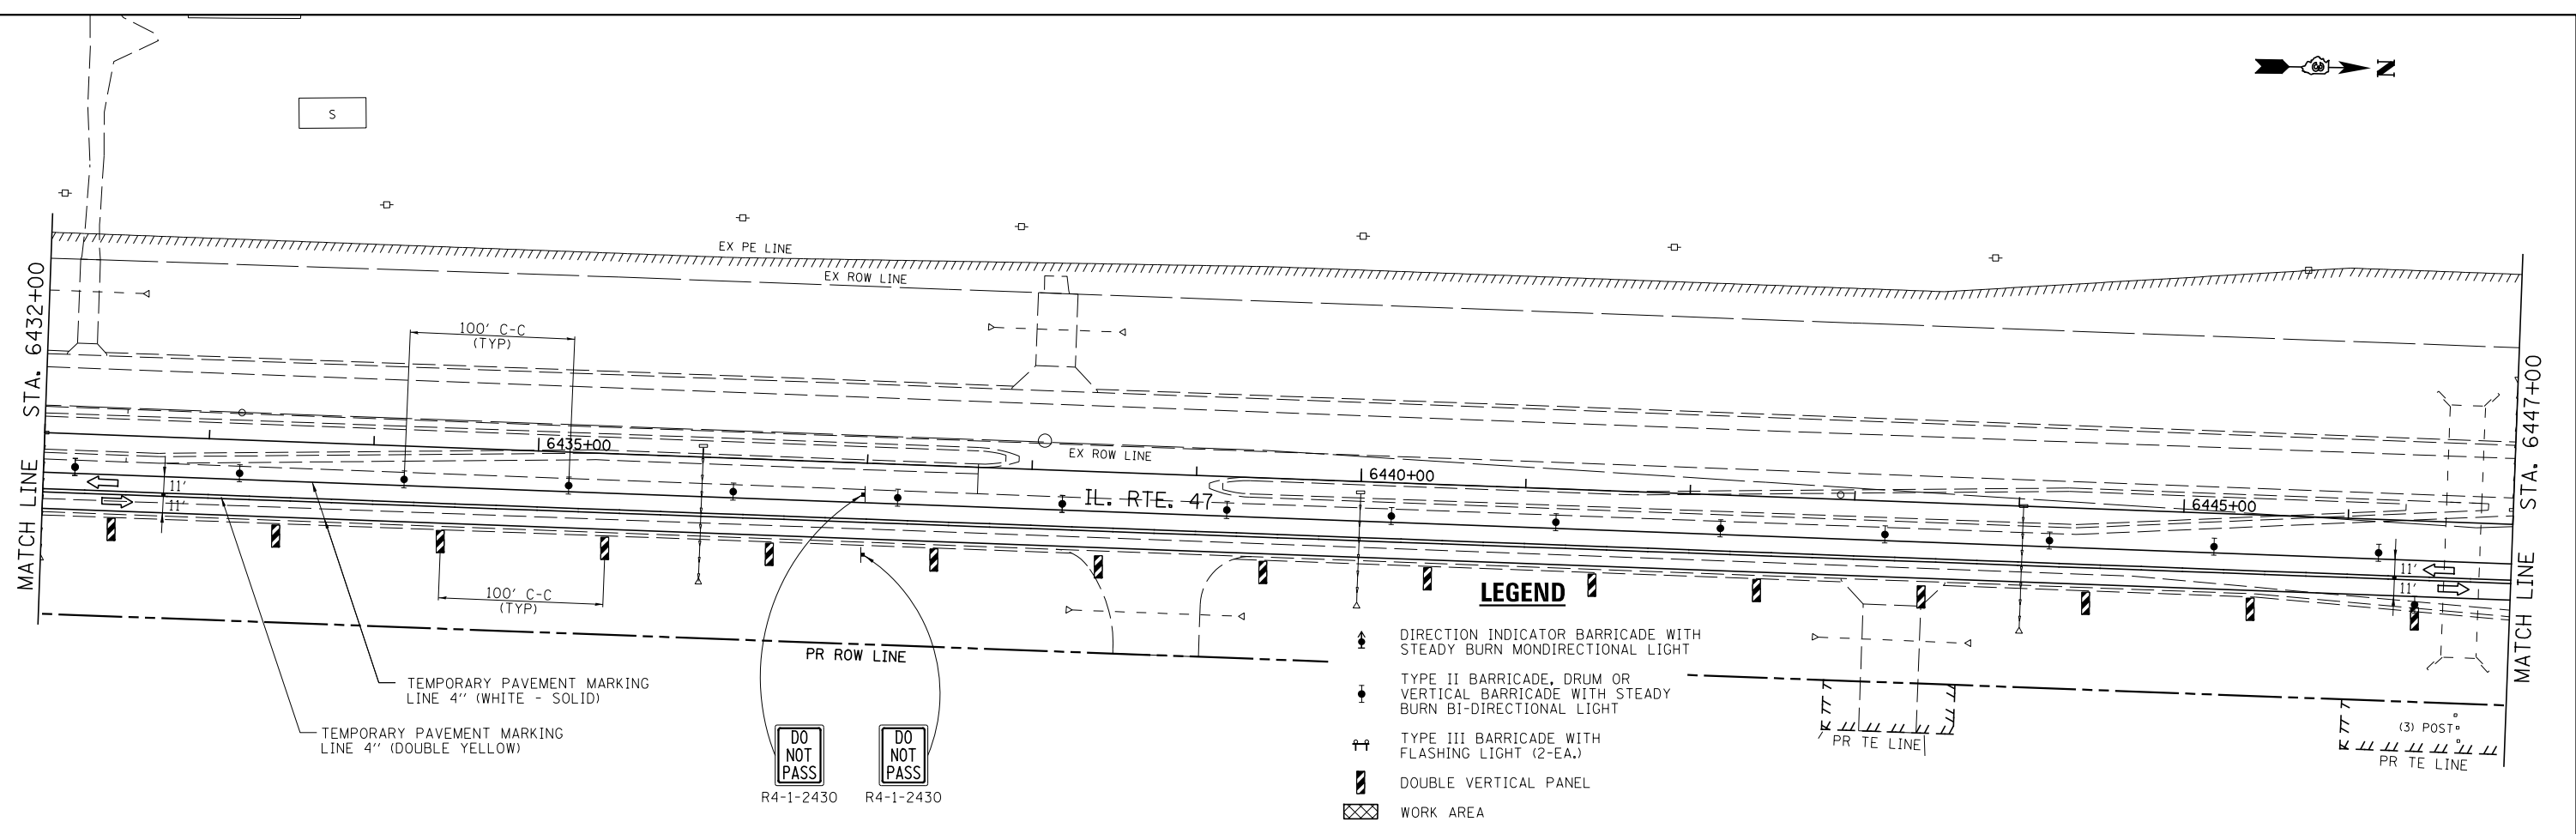 N
S
EX PE LINE
EX ROW LINE
100' C-C
(TYP)
MATCH LINE STA. 6432+00
MATCH LINE STA. 6447+00
6435+00
EX ROW LINE
6440+00
IL. RTE. 47
6445+00
11'
11'
11'
11'
100' C-C
(TYP)
PR ROW LINE
TEMPORARY PAVEMENT MARKING
LINE 4" (WHITE - SOLID)
TEMPORARY PAVEMENT MARKING
LINE 4" (DOUBLE YELLOW)
DO
NOT
PASS
R4-1-2430
DO
NOT
PASS
R4-1-2430
LEGEND
DIRECTION INDICATOR BARRICADE WITH
STEADY BURN MONDIRECTIONAL LIGHT
TYPE II BARRICADE, DRUM OR
VERTICAL BARRICADE WITH STEADY
BURN BI-DIRECTIONAL LIGHT
TYPE III BARRICADE WITH
FLASHING LIGHT (2-EA.)
DOUBLE VERTICAL PANEL
WORK AREA
PR TE LINE
(3) POST
PR TE LINE